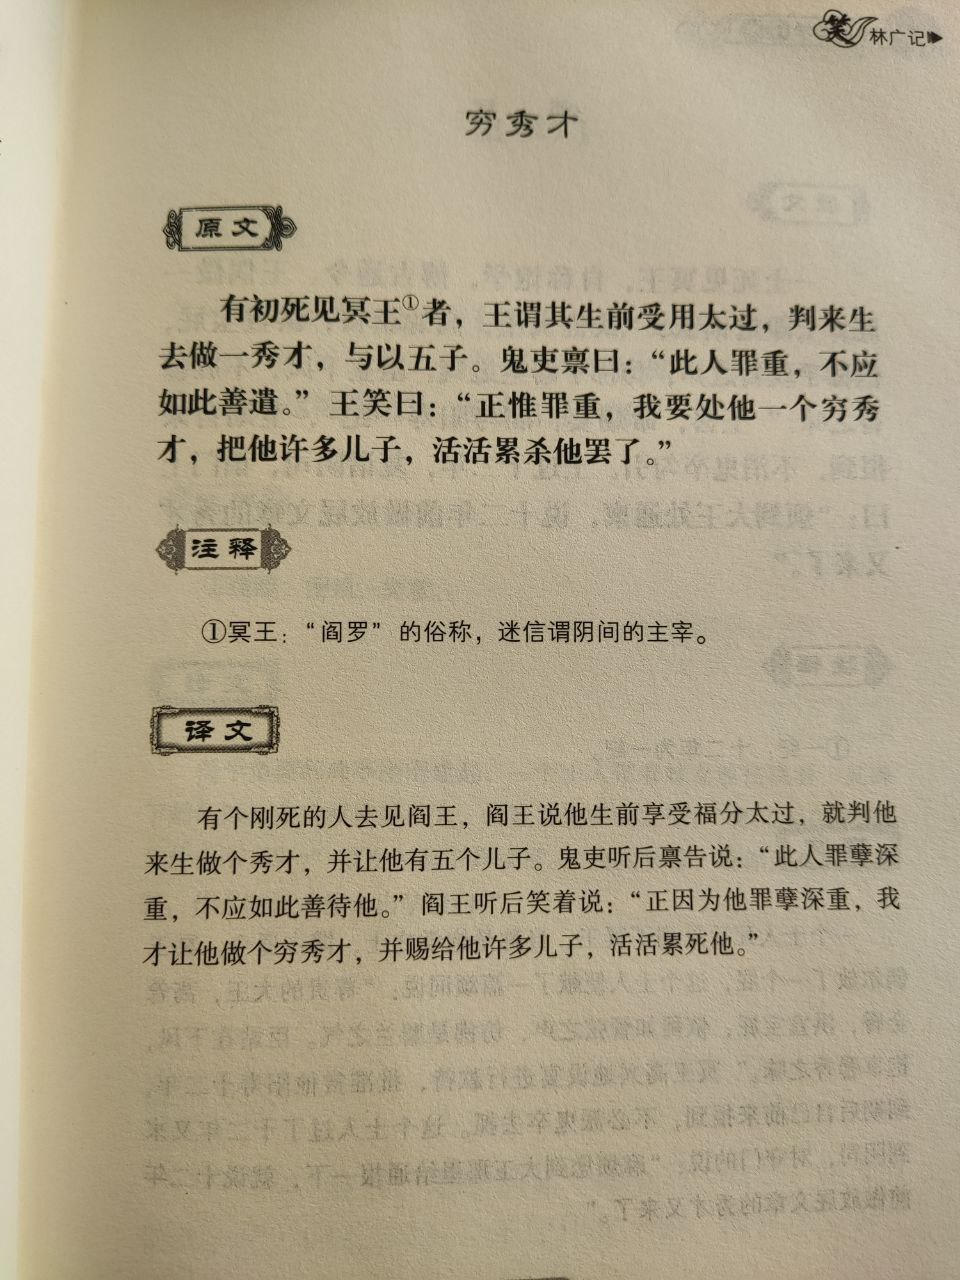 笑林广记
穷秀才
原文
有初死见冥王①者，王谓其生前受用太过，判来生
去做一秀才，与以五子。鬼吏禀曰：“此人罪重，不应
如此善遣。”王笑曰：“正惟罪重，我要处他一个穷秀
才，把他许多儿子，活活累杀他罢了。”
注释
①冥王：“阎罗”的俗称，迷信谓阴间的主宰。
译文
有个刚死的人去见阎王，阎王说他生前享受福分太过，就判他
来生做个秀才，并让他有五个儿子。鬼吏听后禀告说：“此人罪孽深
重，不应如此善待他。”阎王听后笑着说：“正因为他罪孽深重，我
才让他做个穷秀才，并赐给他许多儿子，活活累死他。”